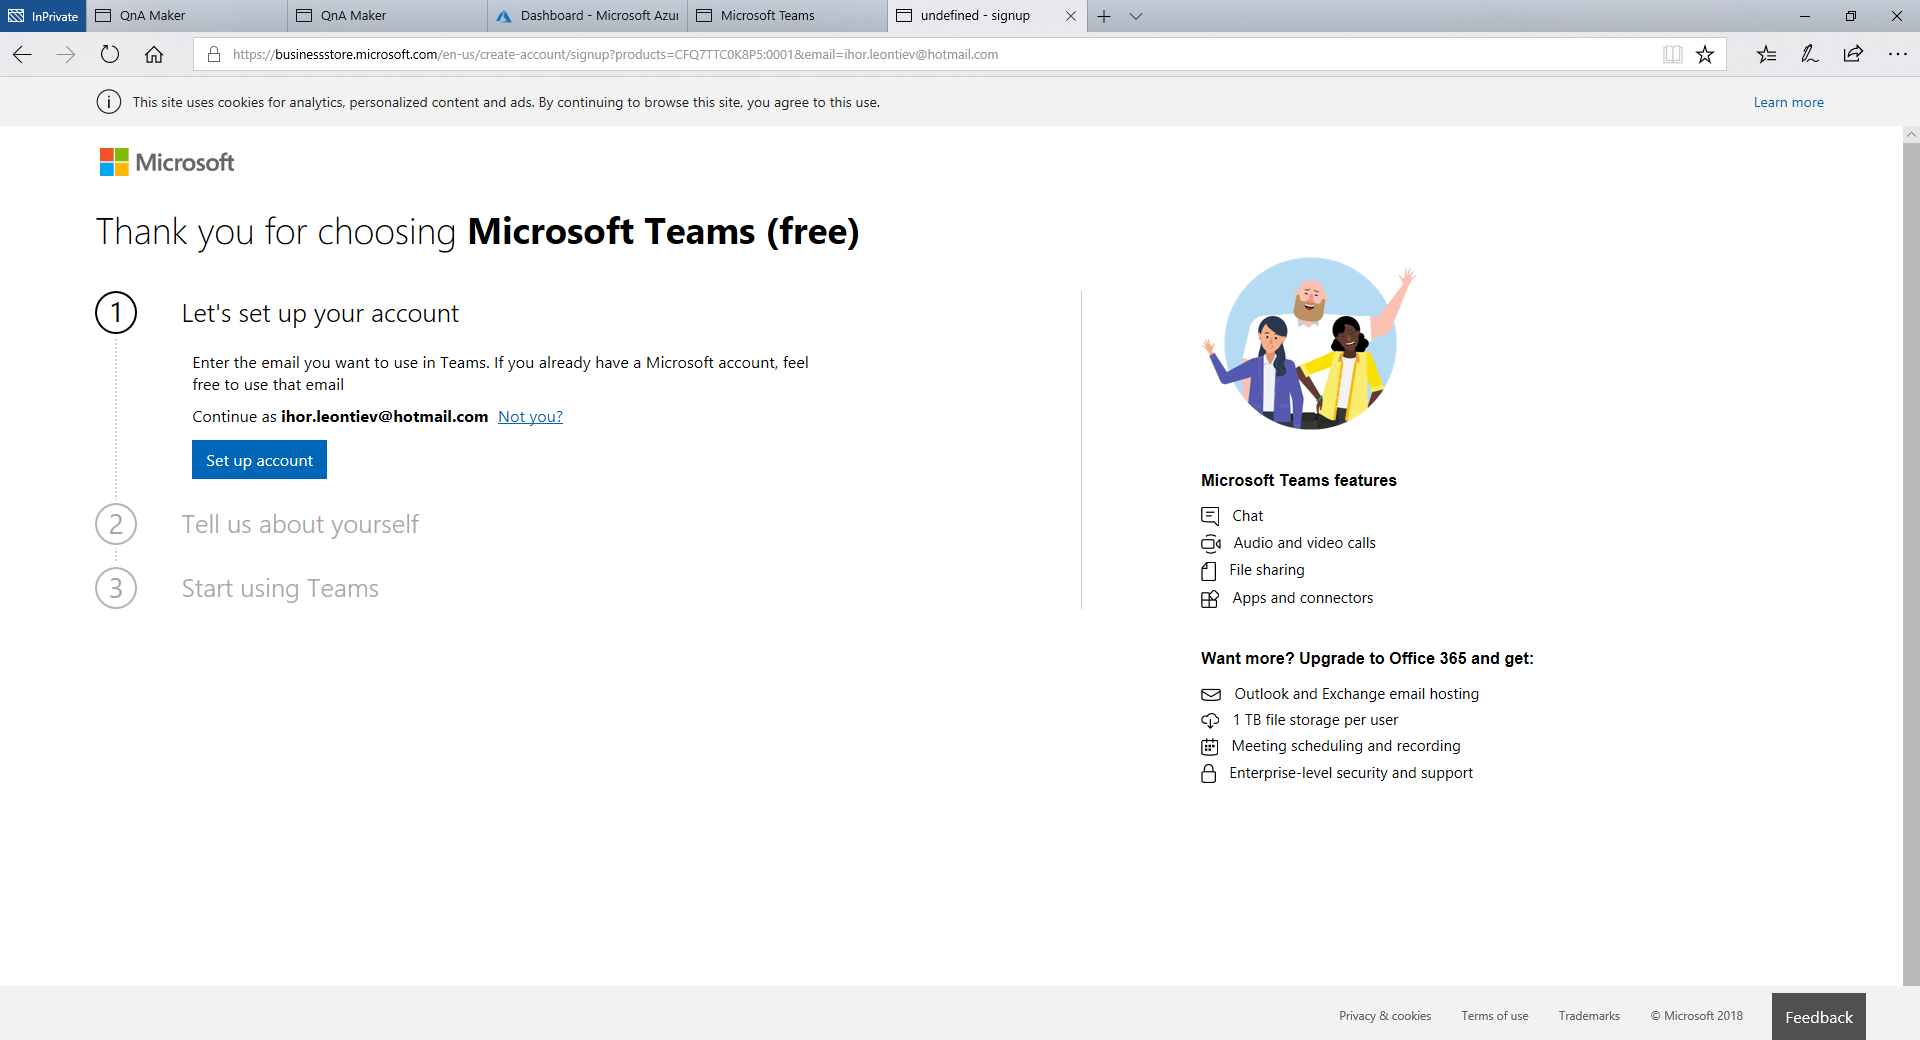 InPrivate
QnA Maker
QnA Maker
Dashboard - Microsoft Azur
Microsoft Teams
undefined - signup
https://businessstore.microsoft.com/en-us/create-account/signup?products=CFQ7TTC0K8P5:0001&email=ihor.leontiev@hotmail.com
This site uses cookies for analytics, personalized content and ads. By continuing to browse this site, you agree to this use.
Learn more
Microsoft
Thank you for choosing Microsoft Teams (free)
1 Let's set up your account
Enter the email you want to use in Teams. If you already have a Microsoft account, feel
free to use that email
Continue as ihor.leontiev@hotmail.com Not you?
Set up account
2 Tell us about yourself
3 Start using Teams
Microsoft Teams features
Chat
Audio and video calls
File sharing
Apps and connectors
Want more? Upgrade to Office 365 and get:
Outlook and Exchange email hosting
1 TB file storage per user
Meeting scheduling and recording
Enterprise-level security and support
Privacy & cookies
Terms of use
Trademarks
© Microsoft 2018
Feedback